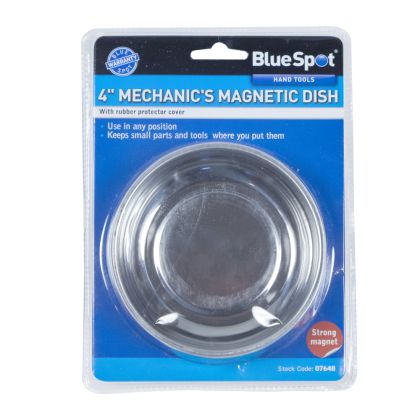 BLUE
WARRANTY
SPOT
BlueSpot®
HAND TOOLS
4" MECHANIC'S MAGNETIC DISH
With rubber protector cover
• Use in any position
• Keeps small parts and tools where you put them
Strong
magnet
Stock Code: 07648